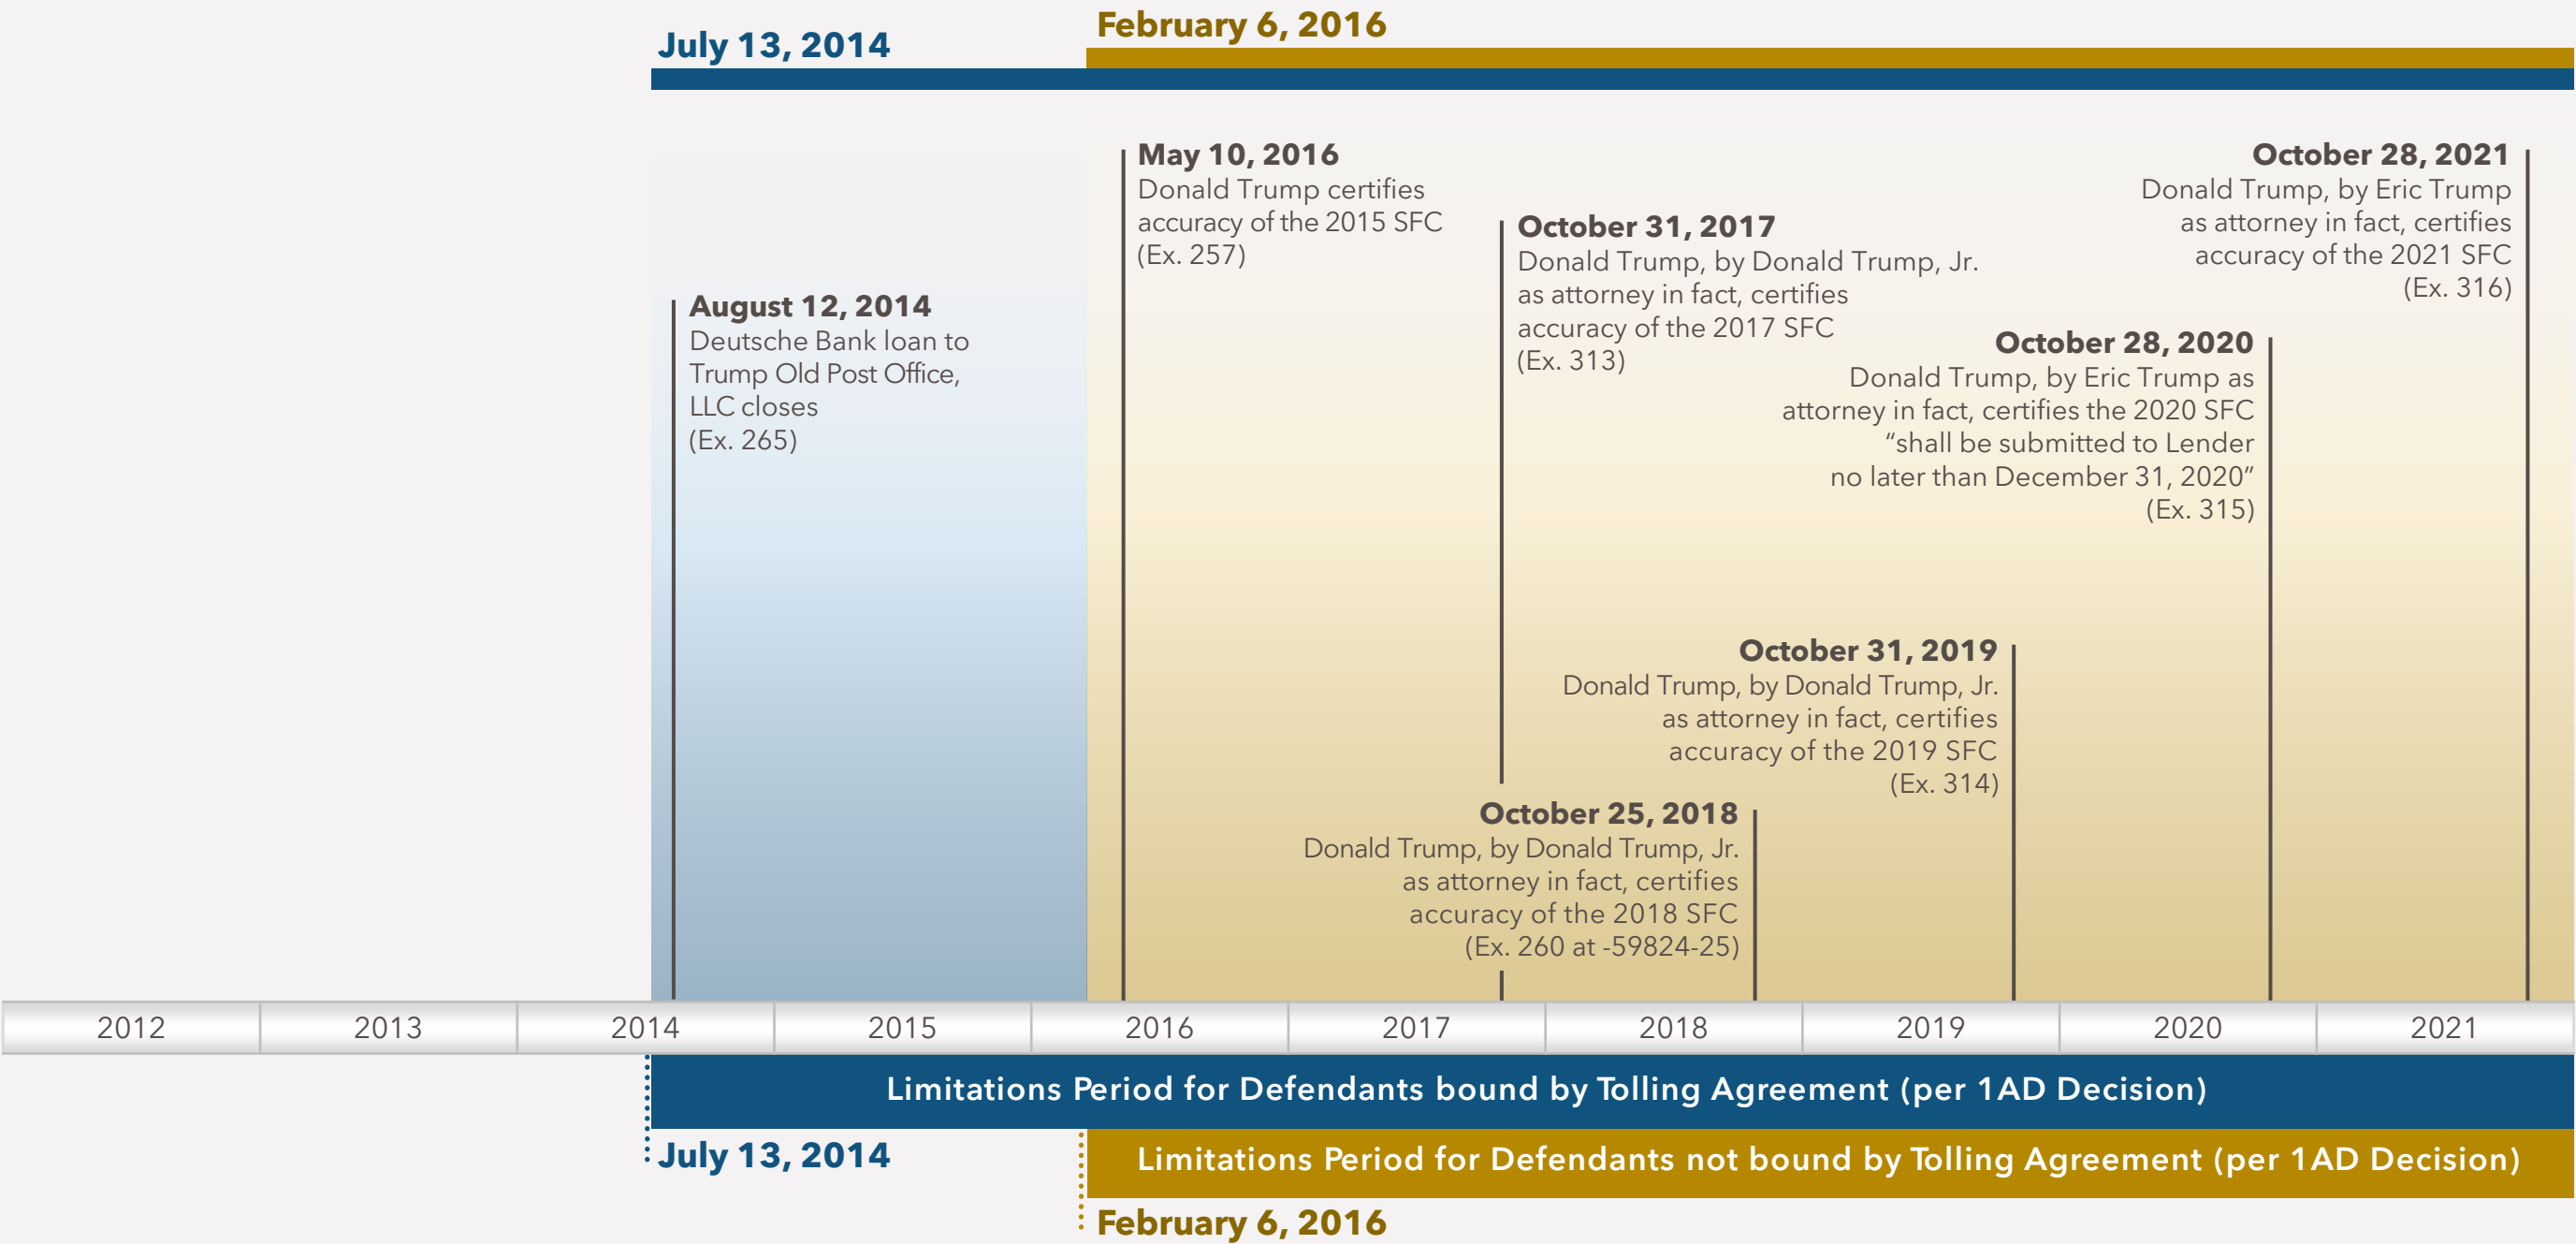 July 13, 2014
February 6, 2016
August 12, 2014
Deutsche Bank loan to
Trump Old Post Office,
LLC closes
(Ex. 265)
May 10, 2016
Donald Trump certifies
accuracy of the 2015 SFC
(Ex. 257)
October 31, 2017
Donald Trump, by Donald Trump, Jr.
as attorney in fact, certifies
accuracy of the 2017 SFC
(Ex. 313)
October 25, 2018
Donald Trump, by Donald Trump, Jr.
as attorney in fact, certifies
accuracy of the 2018 SFC
(Ex. 260 at -59824-25)
October 31, 2019
Donald Trump, by Donald Trump, Jr.
as attorney in fact, certifies
accuracy of the 2019 SFC
(Ex. 314)
October 28, 2020
Donald Trump, by Eric Trump as
attorney in fact, certifies the 2020 SFC
“shall be submitted to Lender
no later than December 31, 2020”
(Ex. 315)
October 28, 2021
Donald Trump, by Eric Trump
as attorney in fact, certifies
accuracy of the 2021 SFC
(Ex. 316)
2012 2013 2014 2015 2016 2017 2018 2019 2020 2021
Limitations Period for Defendants bound by Tolling Agreement (per 1AD Decision)
July 13, 2014
Limitations Period for Defendants not bound by Tolling Agreement (per 1AD Decision)
February 6, 2016